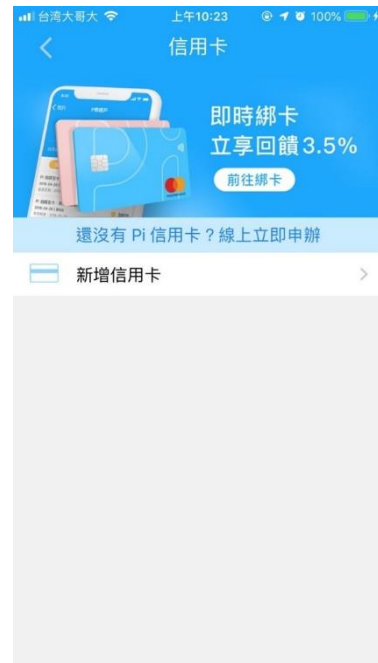 台湾大哥大 上午10:23 100%
信用卡
即時綁卡
立享回饋3.5%
前往綁卡
還沒有 Pi 信用卡？線上立即申辦
新增信用卡